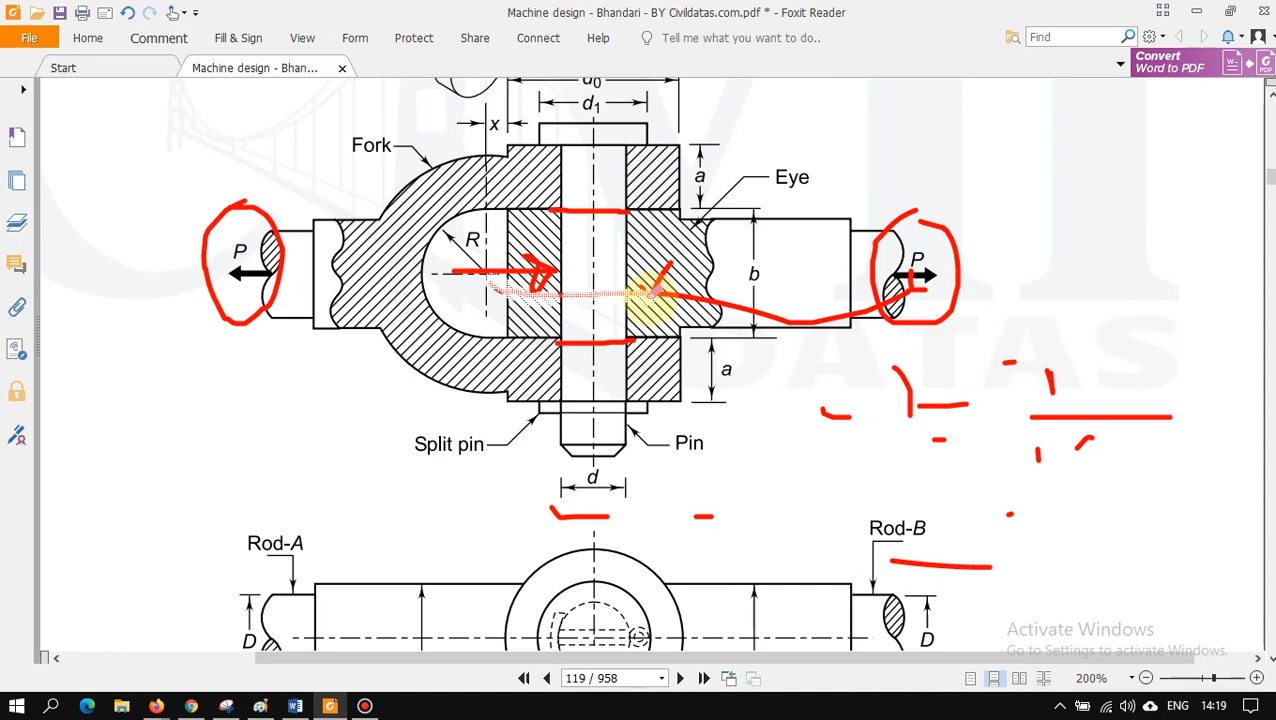 Machine design - Bhandari - BY Civildatas.com.pdf * - Foxit Reader
File Home Comment Fill & Sign View Form Protect Share Connect Help Tell me what you want to do.. Find
Start Machine design - Bhan... Convert Word to PDF
d0
d1
x
Fork
a
Eye
P R b P
a
Split pin Pin
d
Rod-A Rod-B
D D
Activate Windows
Go to Settings to activate Windows.
119 / 958 200%
ENG 14:19